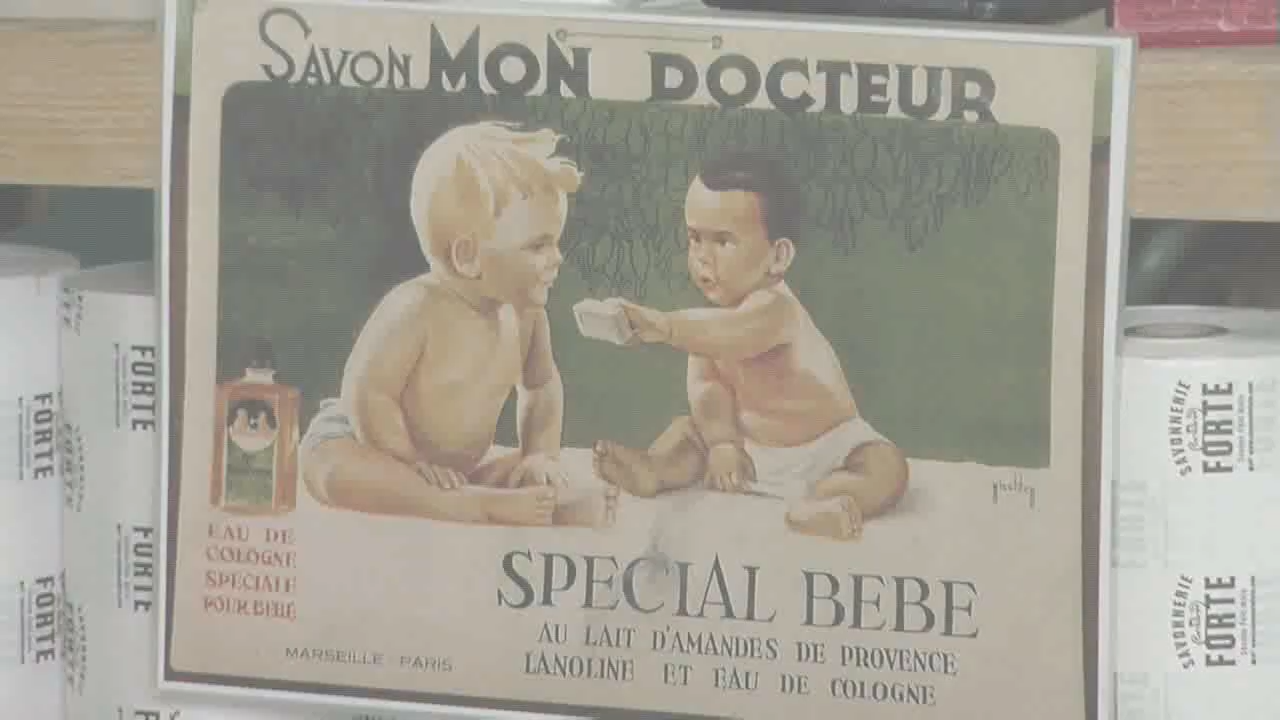 SAVON MON DOCTEUR
EAU DE
COLOGNE
SPECIALE
POUR BEBE
SPECIAL BEBE
AU LAIT D'AMANDES DE PROVENCE
LANOLINE ET EAU DE COLOGNE
MARSEILLE PARIS
FORTE
FORTE
FORTE
FORTE
SAVONNERIE
FORTE
SAVONNERIE
FORTE